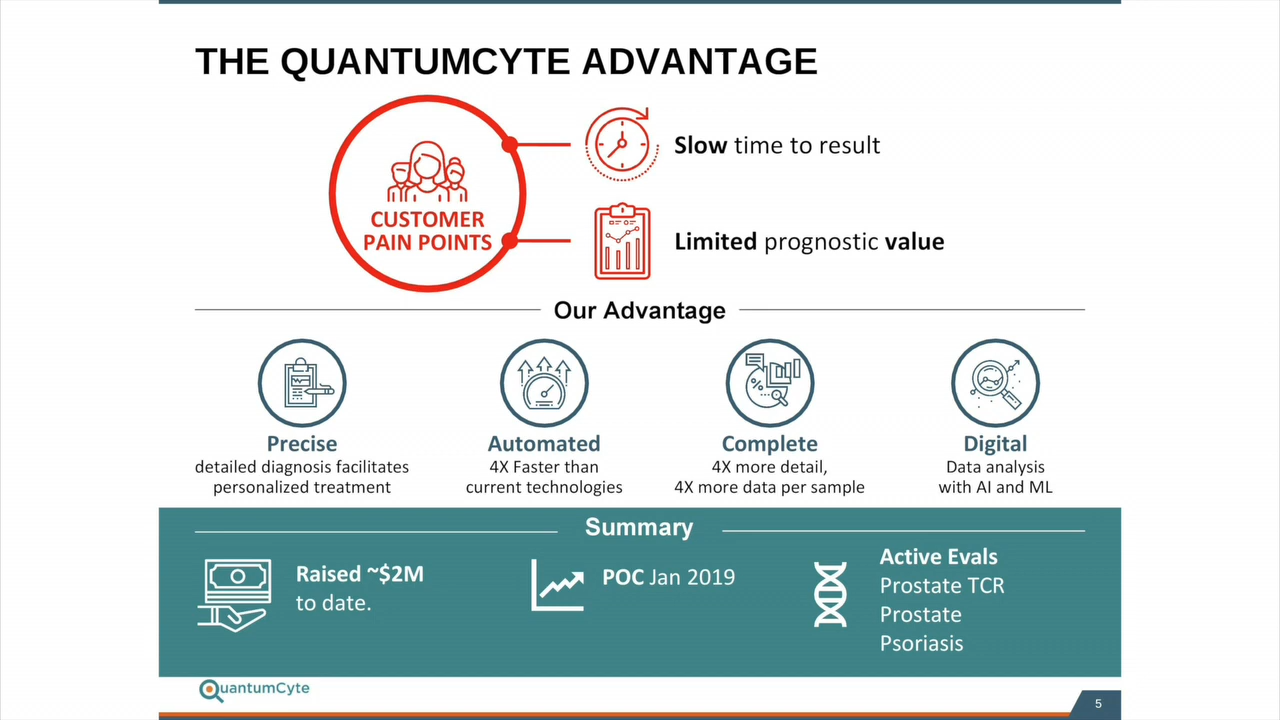 THE QUANTUMCYTE ADVANTAGE
CUSTOMER
PAIN POINTS
Slow time to result
Limited prognostic value
Our Advantage
Precise
detailed diagnosis facilitates
personalized treatment
Automated
4X Faster than
current technologies
Complete
4X more detail,
4X more data per sample
Digital
Data analysis
with AI and ML
Summary
Raised ~$2M
to date.
POC Jan 2019
Active Evals
Prostate TCR
Prostate
Psoriasis
QuantumCyte
5